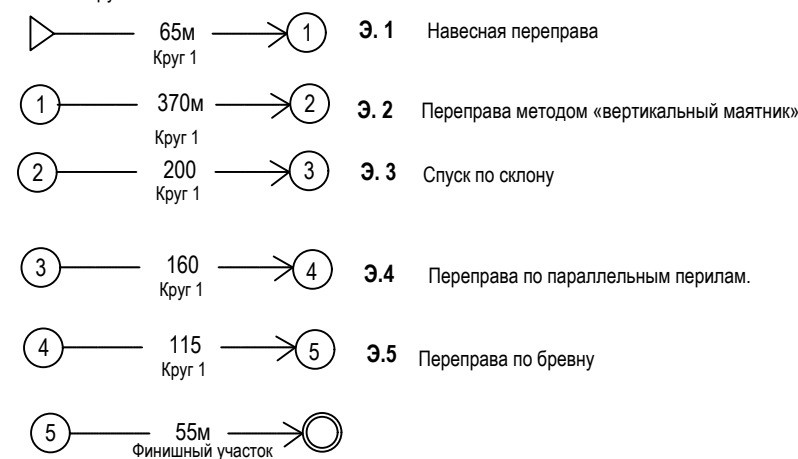 65м 1 Э. 1 Навесная переправа
Круг 1
1 370м 2 Э. 2 Переправа методом «вертикальный маятник»
Круг 1
2 200 3 Э. 3 Спуск по склону
Круг 1
3 160 4 Э.4 Переправа по параллельным перилам.
Круг 1
4 115 5 Э.5 Переправа по бревну
Круг 1
5 55м
Финишный участок